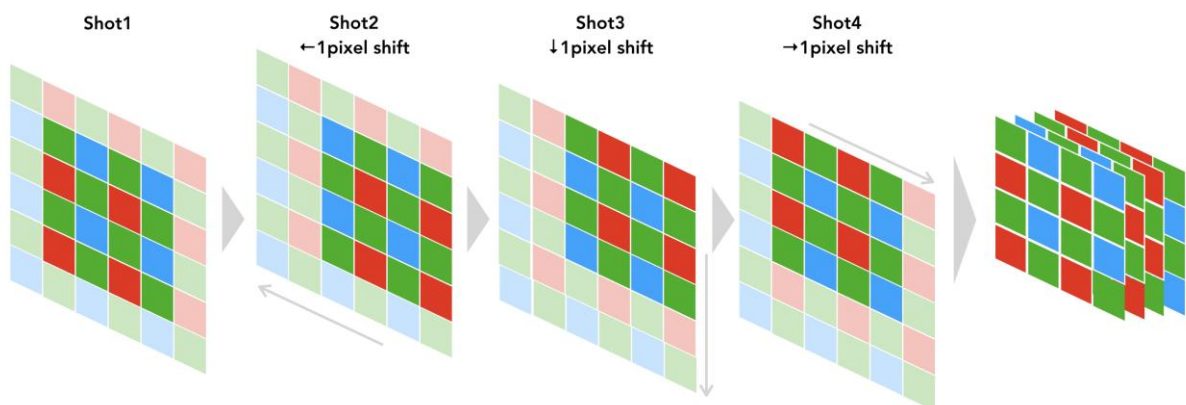 Shot1
Shot2
←1pixel shift
Shot3
↓1pixel shift
Shot4
→1pixel shift